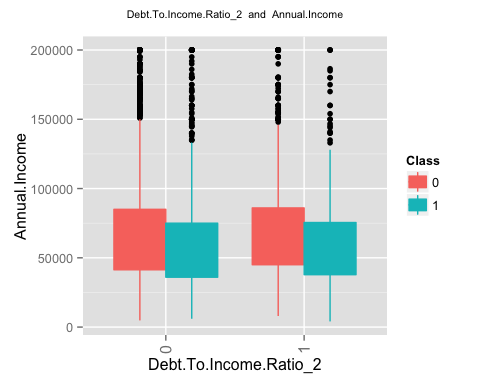 Debt.To.Income.Ratio_2 and Annual.Income
200000
150000
100000
50000
0
Annual.Income
0
1
Debt.To.Income.Ratio_2
Class
0
1